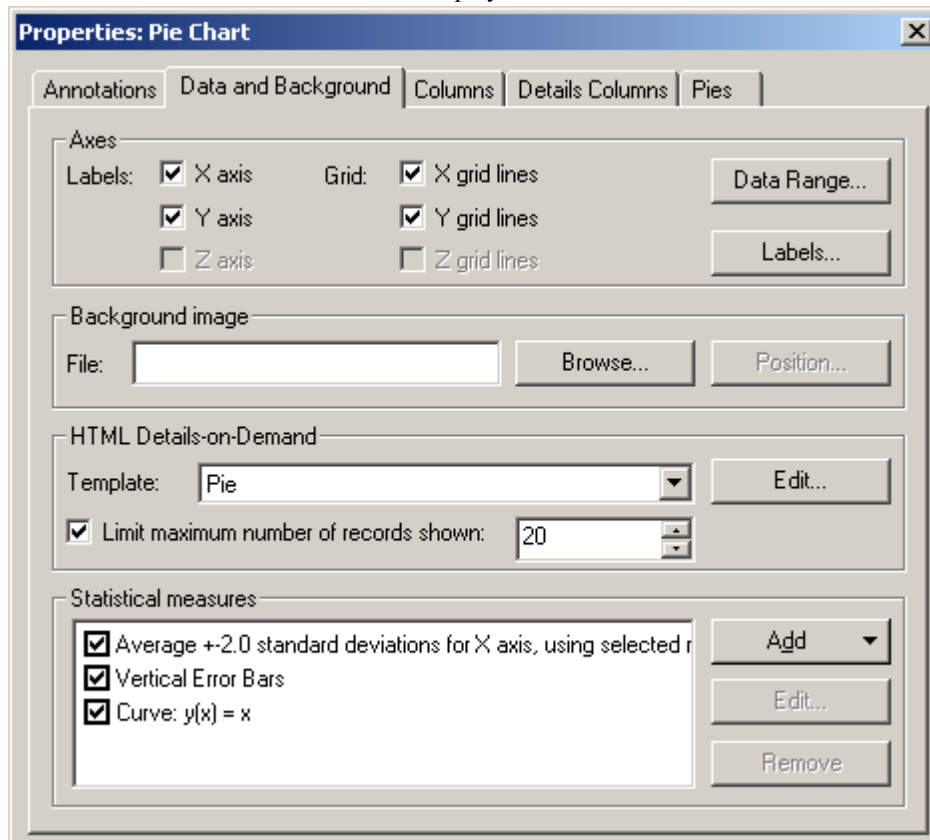 Properties: Pie Chart
Annotations Data and Background Columns Details Columns Pies
Axes
Labels: X axis Grid: X grid lines Data Range...
Y axis Y grid lines
Z axis Z grid lines Labels...
Background image
File: Browse... Position...
HTML Details-on-Demand
Template: Pie Edit...
Limit maximum number of records shown: 20
Statistical measures
Average +-2.0 standard deviations for X axis, using selected r Add
Vertical Error Bars
Edit...
Curve: y(x) = x
Remove